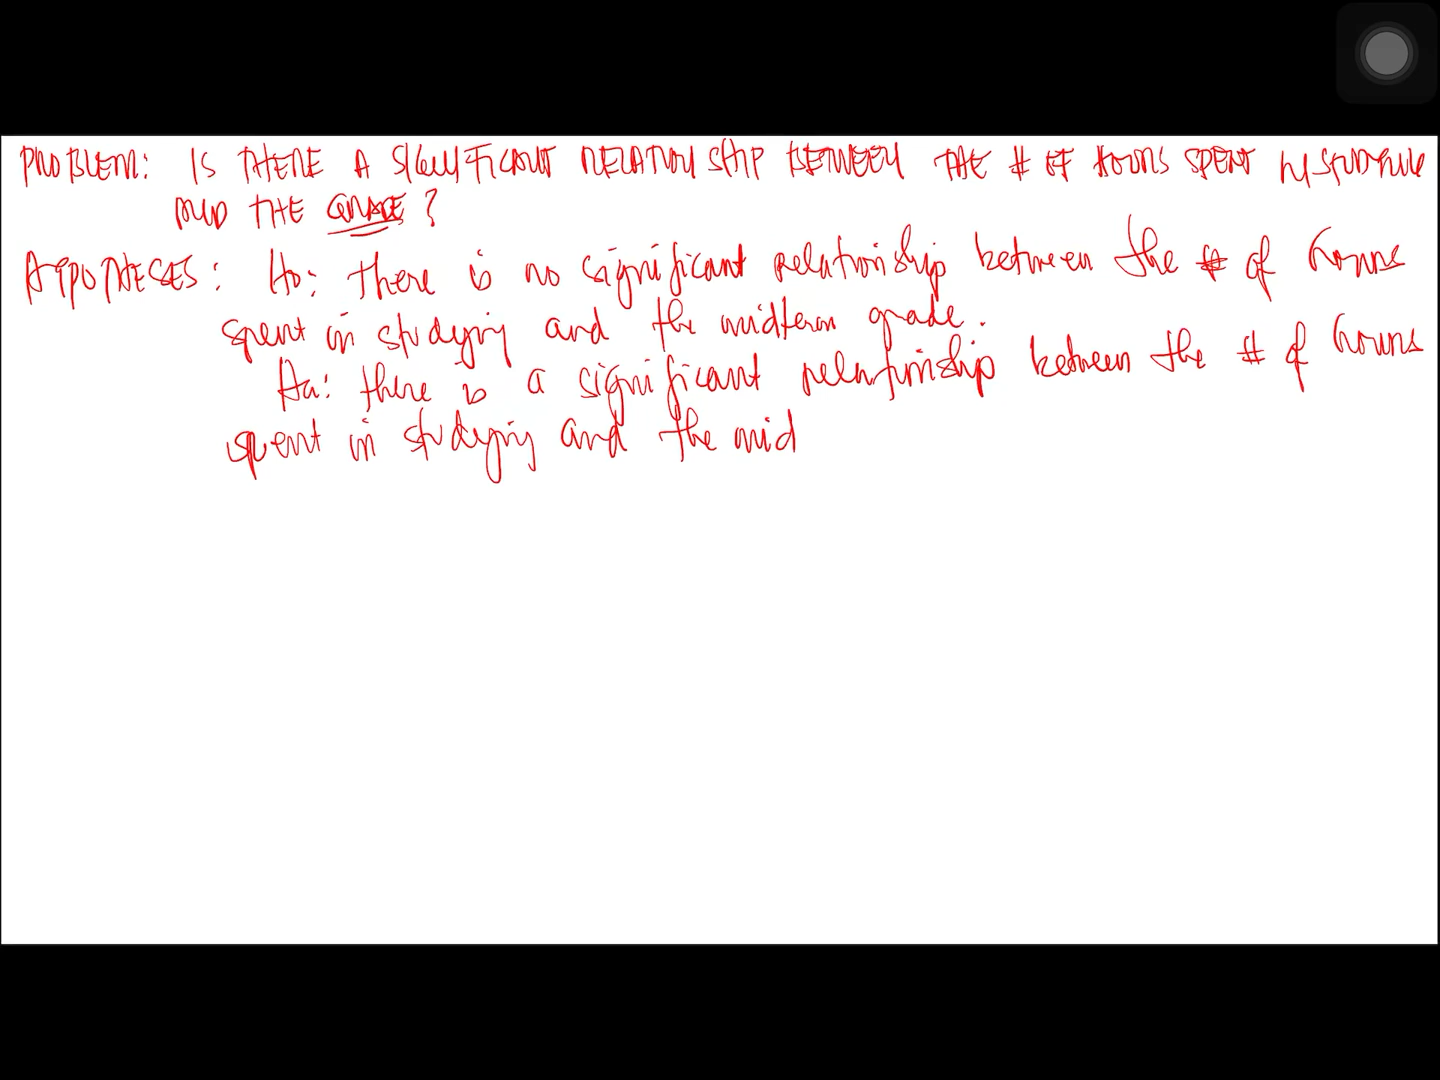 PROBLEM: IS THERE A SIGNIFICANT RELATIONSHIP BETWEEN THE # OF HOURS SPENT IN STUDYING
AND THE GRADE?
HYPOTHESES: Ho: There is no significant relationship between the # of hours
spent in studying and the midterm grade.
Ha: there is a significant relationship between the # of hours
spent in studying and the mid